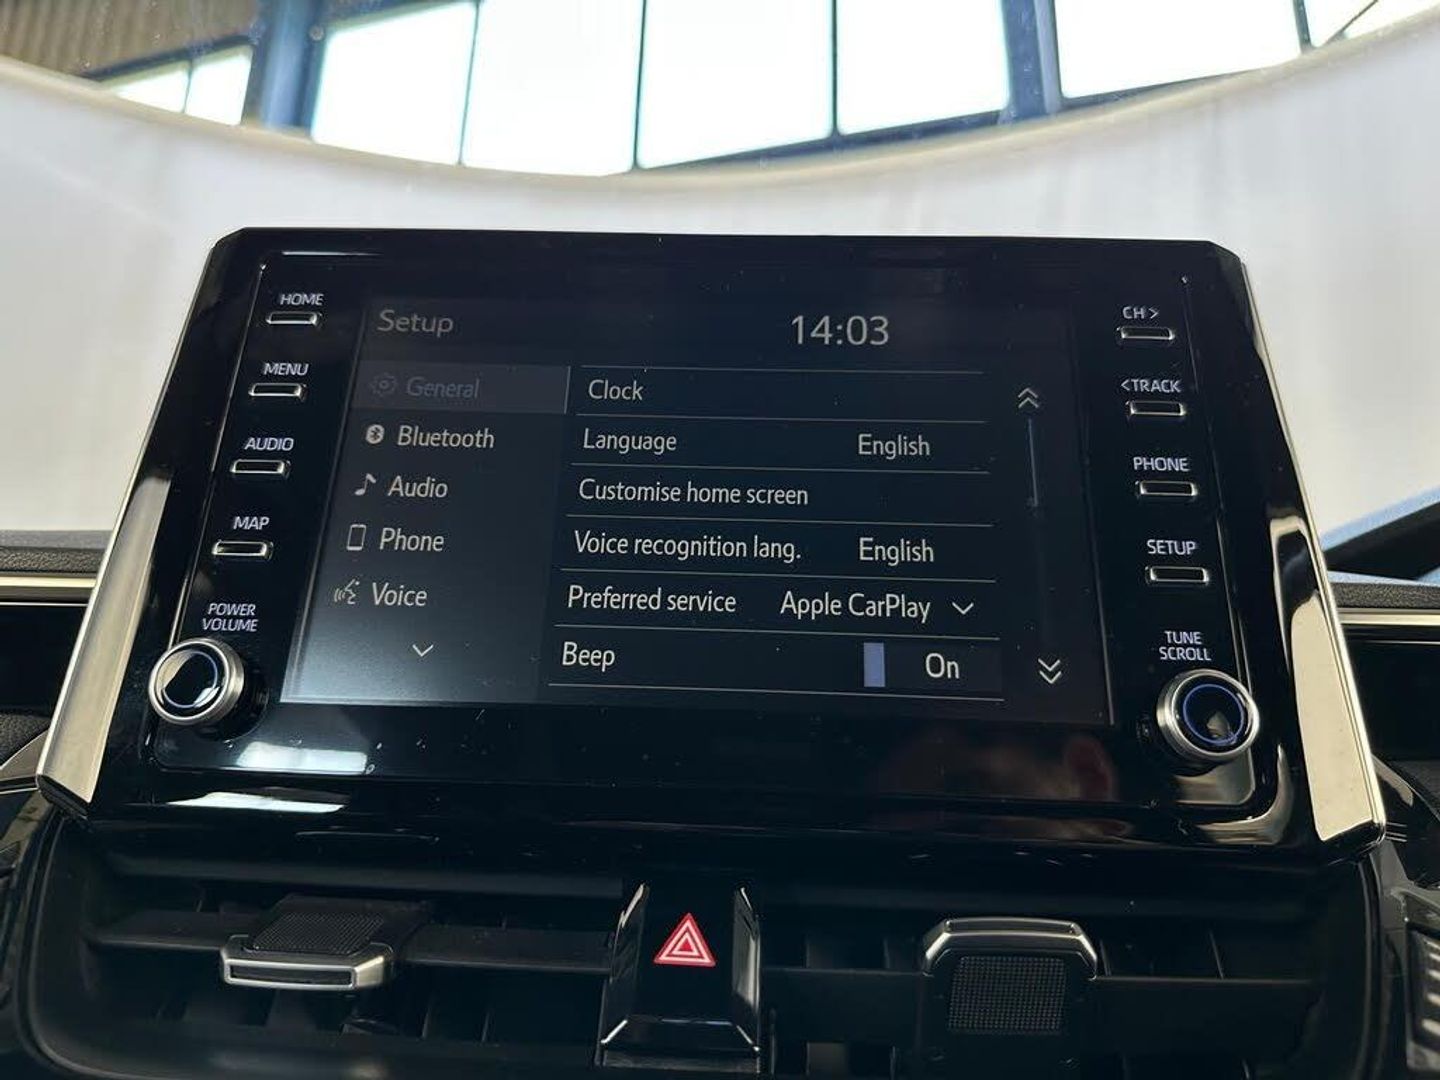 HOME
MENU
AUDIO
MAP
POWER
VOLUME
Setup
14:03
General
Bluetooth
Audio
Phone
Voice
Clock
Language English
Customise home screen
Voice recognition lang. English
Preferred service Apple CarPlay
Beep On
CH >
<TRACK
PHONE
SETUP
TUNE
SCROLL